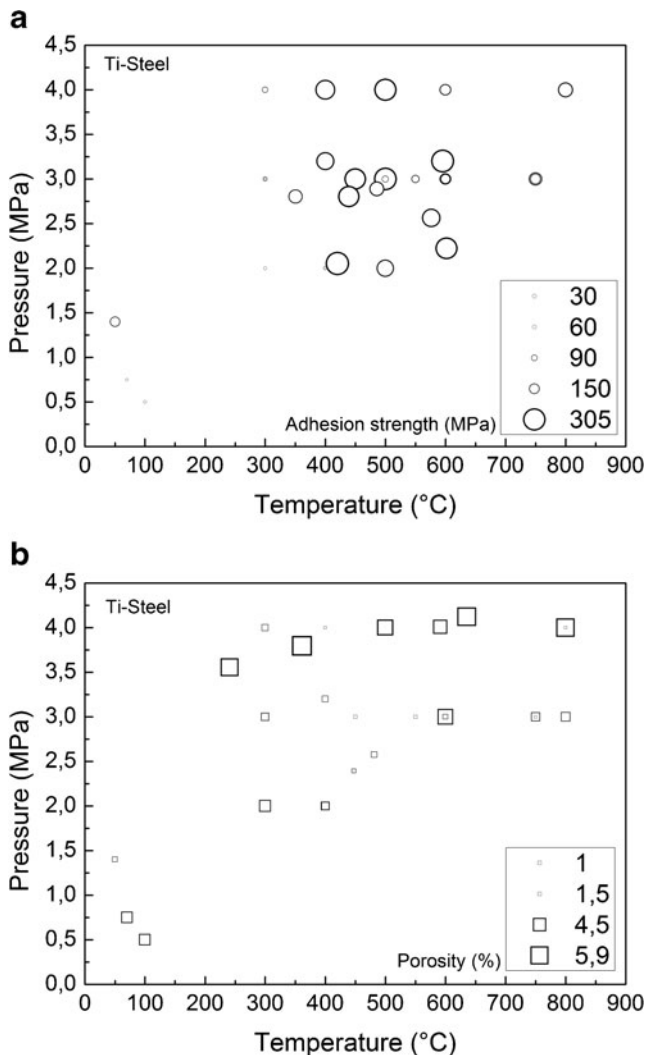 a
4,5
Ti-Steel
4,0
3,5
3,0
2,5
2,0
1,5
1,0
0,5
0,0
Pressure (MPa)
30
60
90
150
305
Adhesion strength (MPa)
0 100 200 300 400 500 600 700 800 900
Temperature (°C)
b
4,5
Ti-Steel
4,0
3,5
3,0
2,5
2,0
1,5
1,0
0,5
0,0
Pressure (MPa)
1
1,5
4,5
5,9
Porosity (%)
0 100 200 300 400 500 600 700 800 900
Temperature (°C)